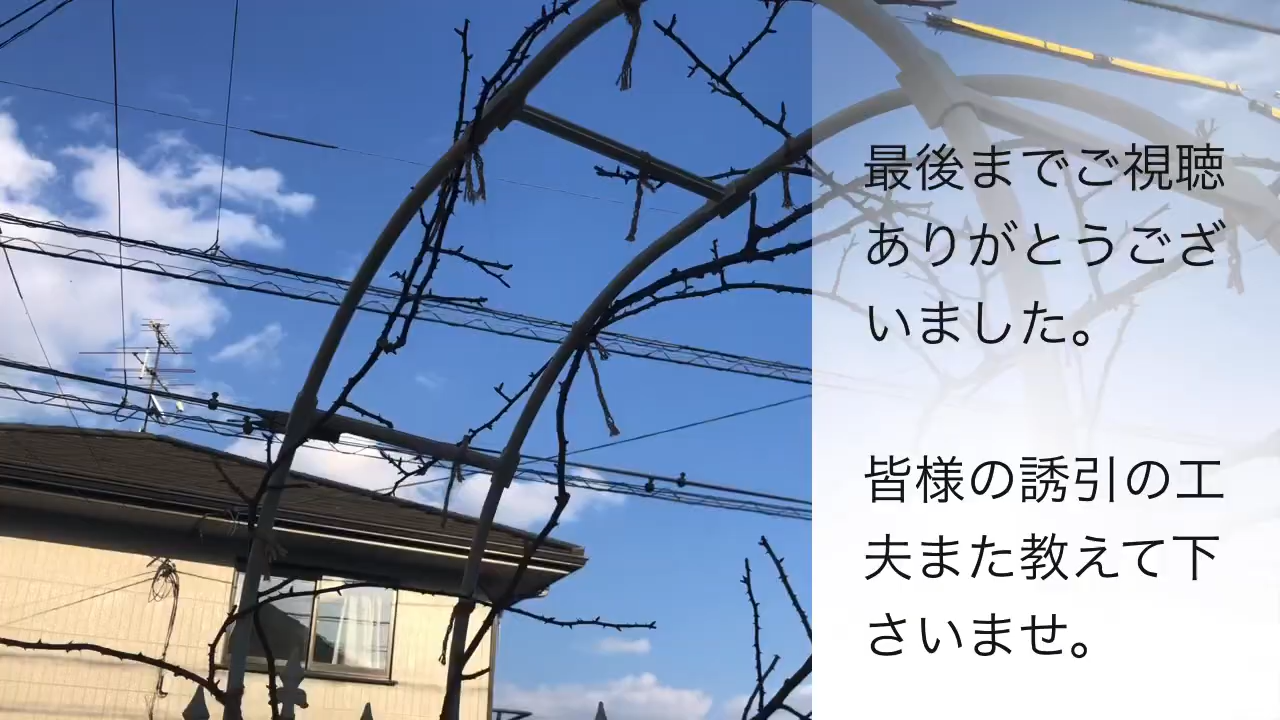 最後までご視聴
ありがとうござ
いました。
皆様の誘引の工
夫また教えて下
さいませ。